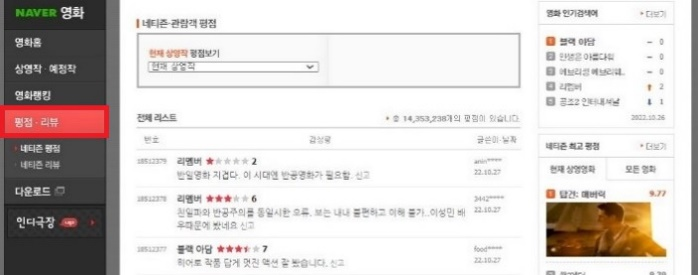 NAVER 영화
영화홈
상영작·예정작
영화랭킹
평점·리뷰
네티즌 평점
네티즌 리뷰
다운로드
인디극장
네티즌·관람객 평점
현재 상영작 평점보기
현재 상영작
전체 리스트
총 14,353,238개의 평점이 있습니다.
번호 감상평 글쓴이·날짜
18512379 리멤버 2
반일영화 지겹다. 이 시대엔 반공영화가 필요함. 신고
22.10.27
18512378 리멤버 6 3442****
친일파와 반공주의를 동일시한 오류. 보는 내내 불편하고 이해 불가..이성민 배
우때문에 봤네요 신고
22.10.27
18512377 블랙 아담 7 food****
히어로 작품 답게 멋진 액션 잘 봤습니다. 신고
22.10.27
영화 인기검색어 더보기
1 블랙 아담 0
2 인생은 아름다워 0
3 에브리씽 에브리웨.. 0
4 리멤버 2
5 공조2 인터내셔날 1
2022.10.26
네티즌 최고 평점 더보기
현재 상영영화 모든 영화
1 탑건: 매버릭 9.77